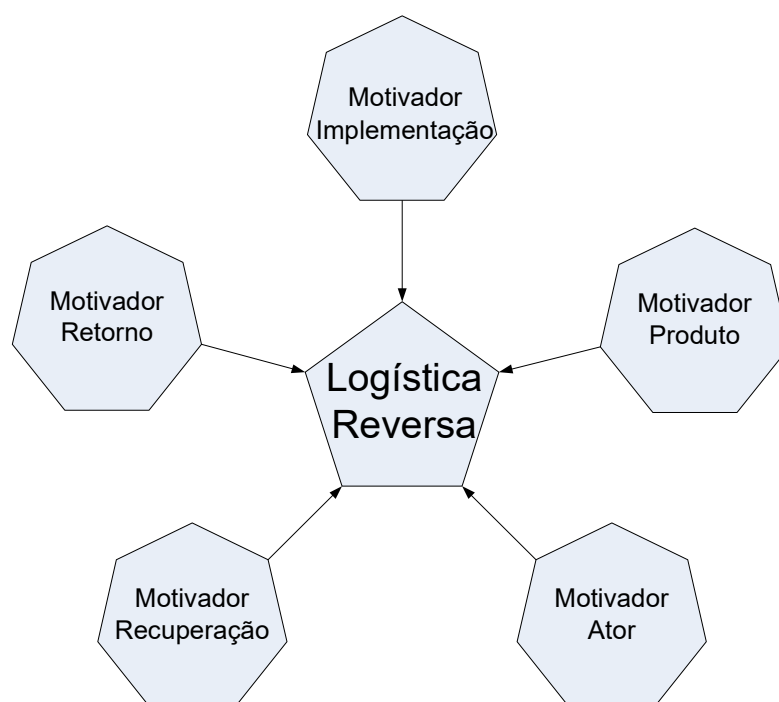 Motivador
Implementação
Motivador
Retorno
Motivador
Produto
Logística
Reversa
Motivador
Recuperação
Motivador
Ator